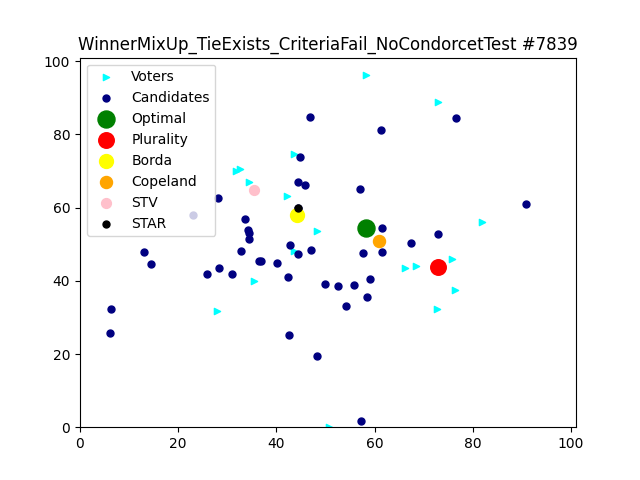 WinnerMixUp_TieExists_CriteriaFail_NoCondorcetTest #7839
100
80
60
40
20
0
Voters
Candidates
Optimal
Plurality
Borda
Copeland
STV
STAR
0 20 40 60 80 100